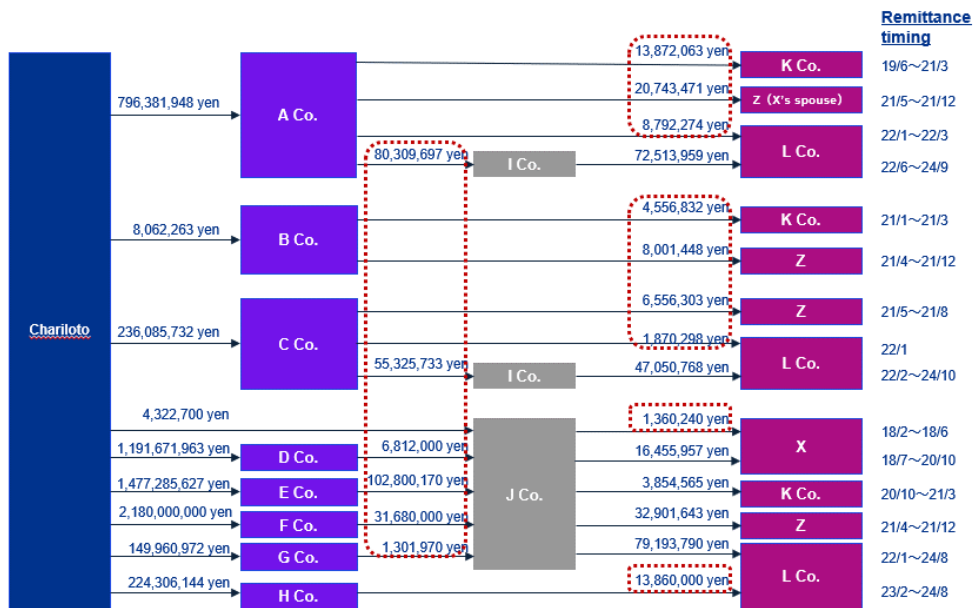 Remittance
timing
13,872,063 yen
K Co.
19/6～21/3
796,381,948 yen
A Co.
20,743,471 yen
Z（X's spouse）
21/5～21/12
8,792,274 yen
22/1～22/3
L Co.
80,309,697 yen
I Co.
72,513,959 yen
22/6～24/9
4,556,832 yen
K Co.
21/1～21/3
8,062,263 yen
B Co.
8,001,448 yen
Z
21/4～21/12
6,556,303 yen
Z
21/5～21/8
Chariloto
236,085,732 yen
C Co.
1,870,298 yen
22/1
L Co.
55,325,733 yen
I Co.
47,050,768 yen
22/2～24/10
4,322,700 yen
1,360,240 yen
18/2～18/6
X
1,191,671,963 yen
D Co.
6,812,000 yen
16,455,957 yen
18/7～20/10
1,477,285,627 yen
E Co.
102,800,170 yen
J Co.
3,854,565 yen
K Co.
20/10～21/3
2,180,000,000 yen
F Co.
31,680,000 yen
32,901,643 yen
Z
21/4～21/12
149,960,972 yen
G Co.
1,301,970 yen
79,193,790 yen
22/1～24/8
L Co.
224,306,144 yen
H Co.
13,860,000 yen
23/2～24/8